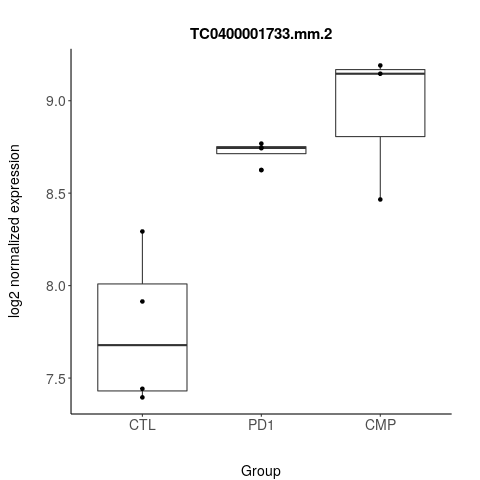 TC0400001733.mm.2
log2 normalized expression
9.0
8.5
8.0
7.5
CTL PD1 CMP
Group